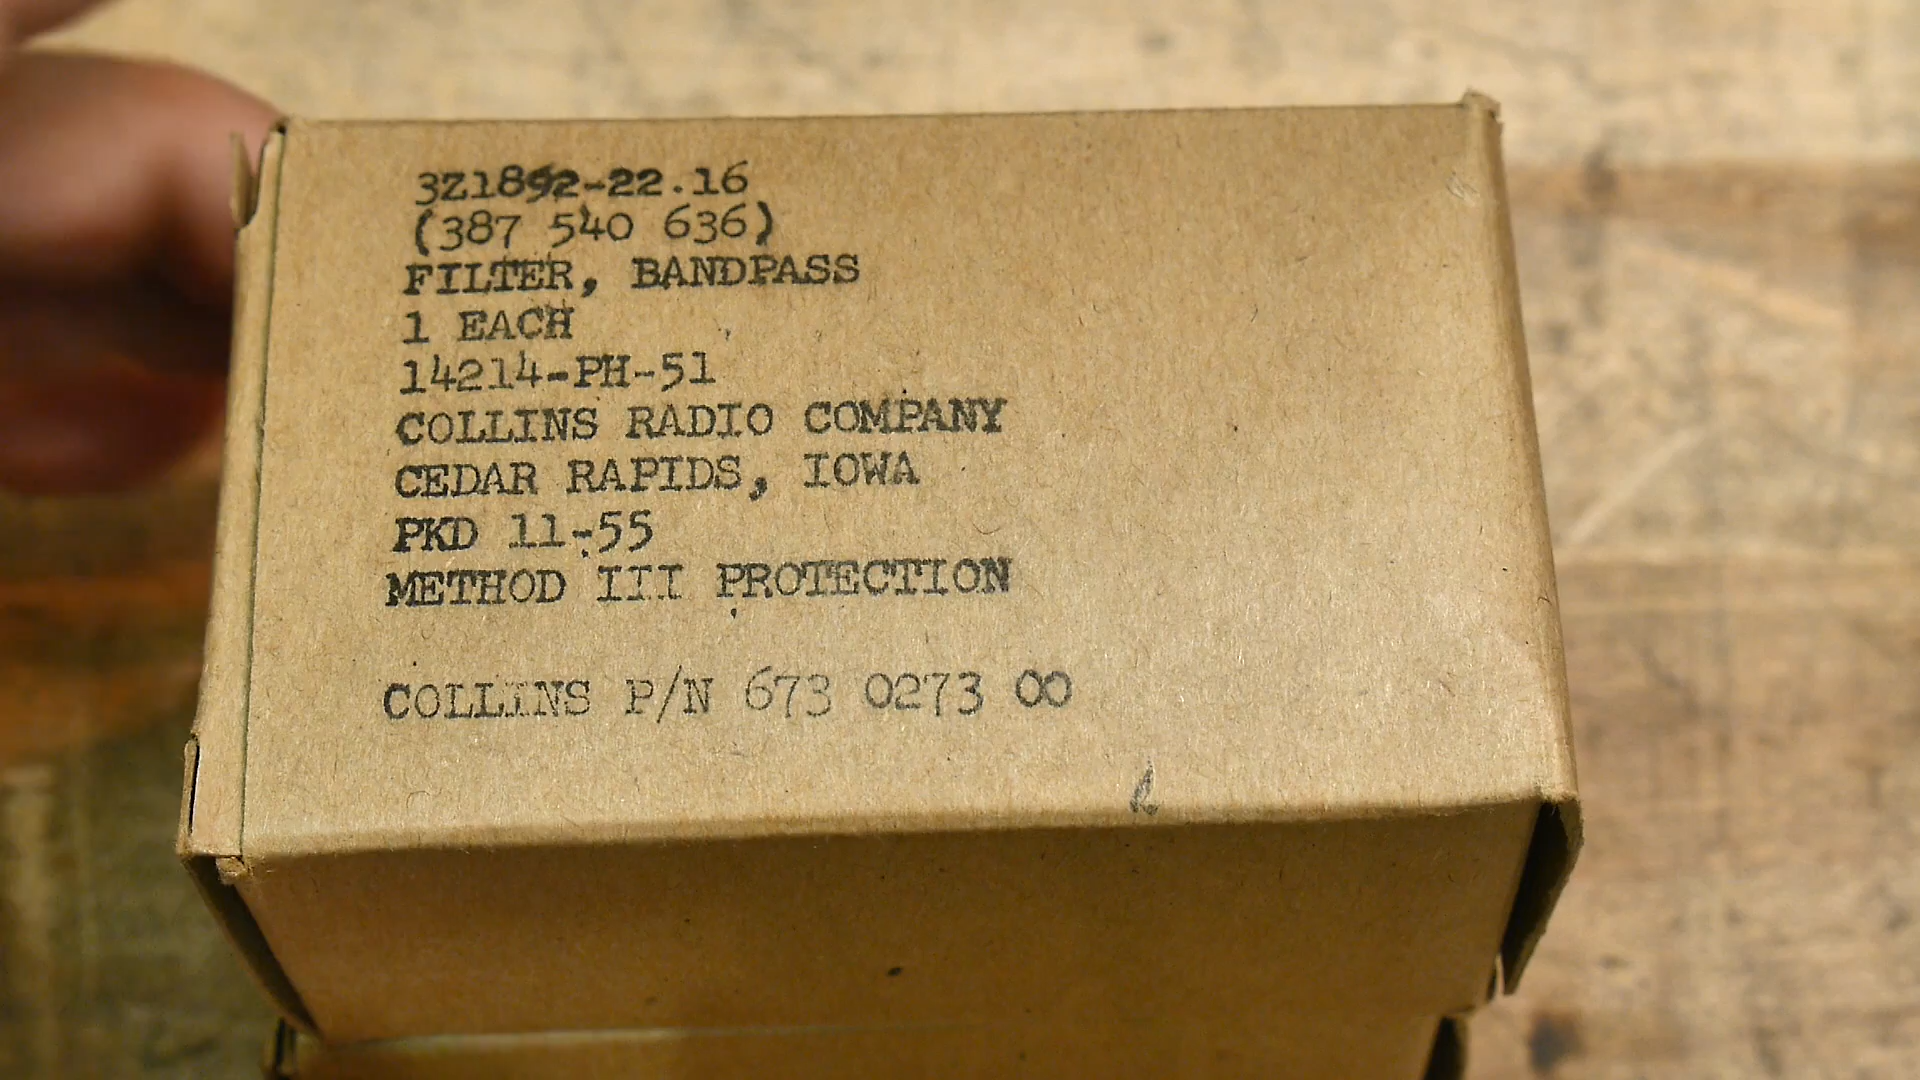 3Z1892-22.16
(387 540 636)
FILTER, BANDPASS
1 EACH
14214-PH-51
COLLINS RADIO COMPANY
CEDAR RAPIDS, IOWA
PKD 11-55
METHOD III PROTECTION
COLLINS P/N 673 0273 00